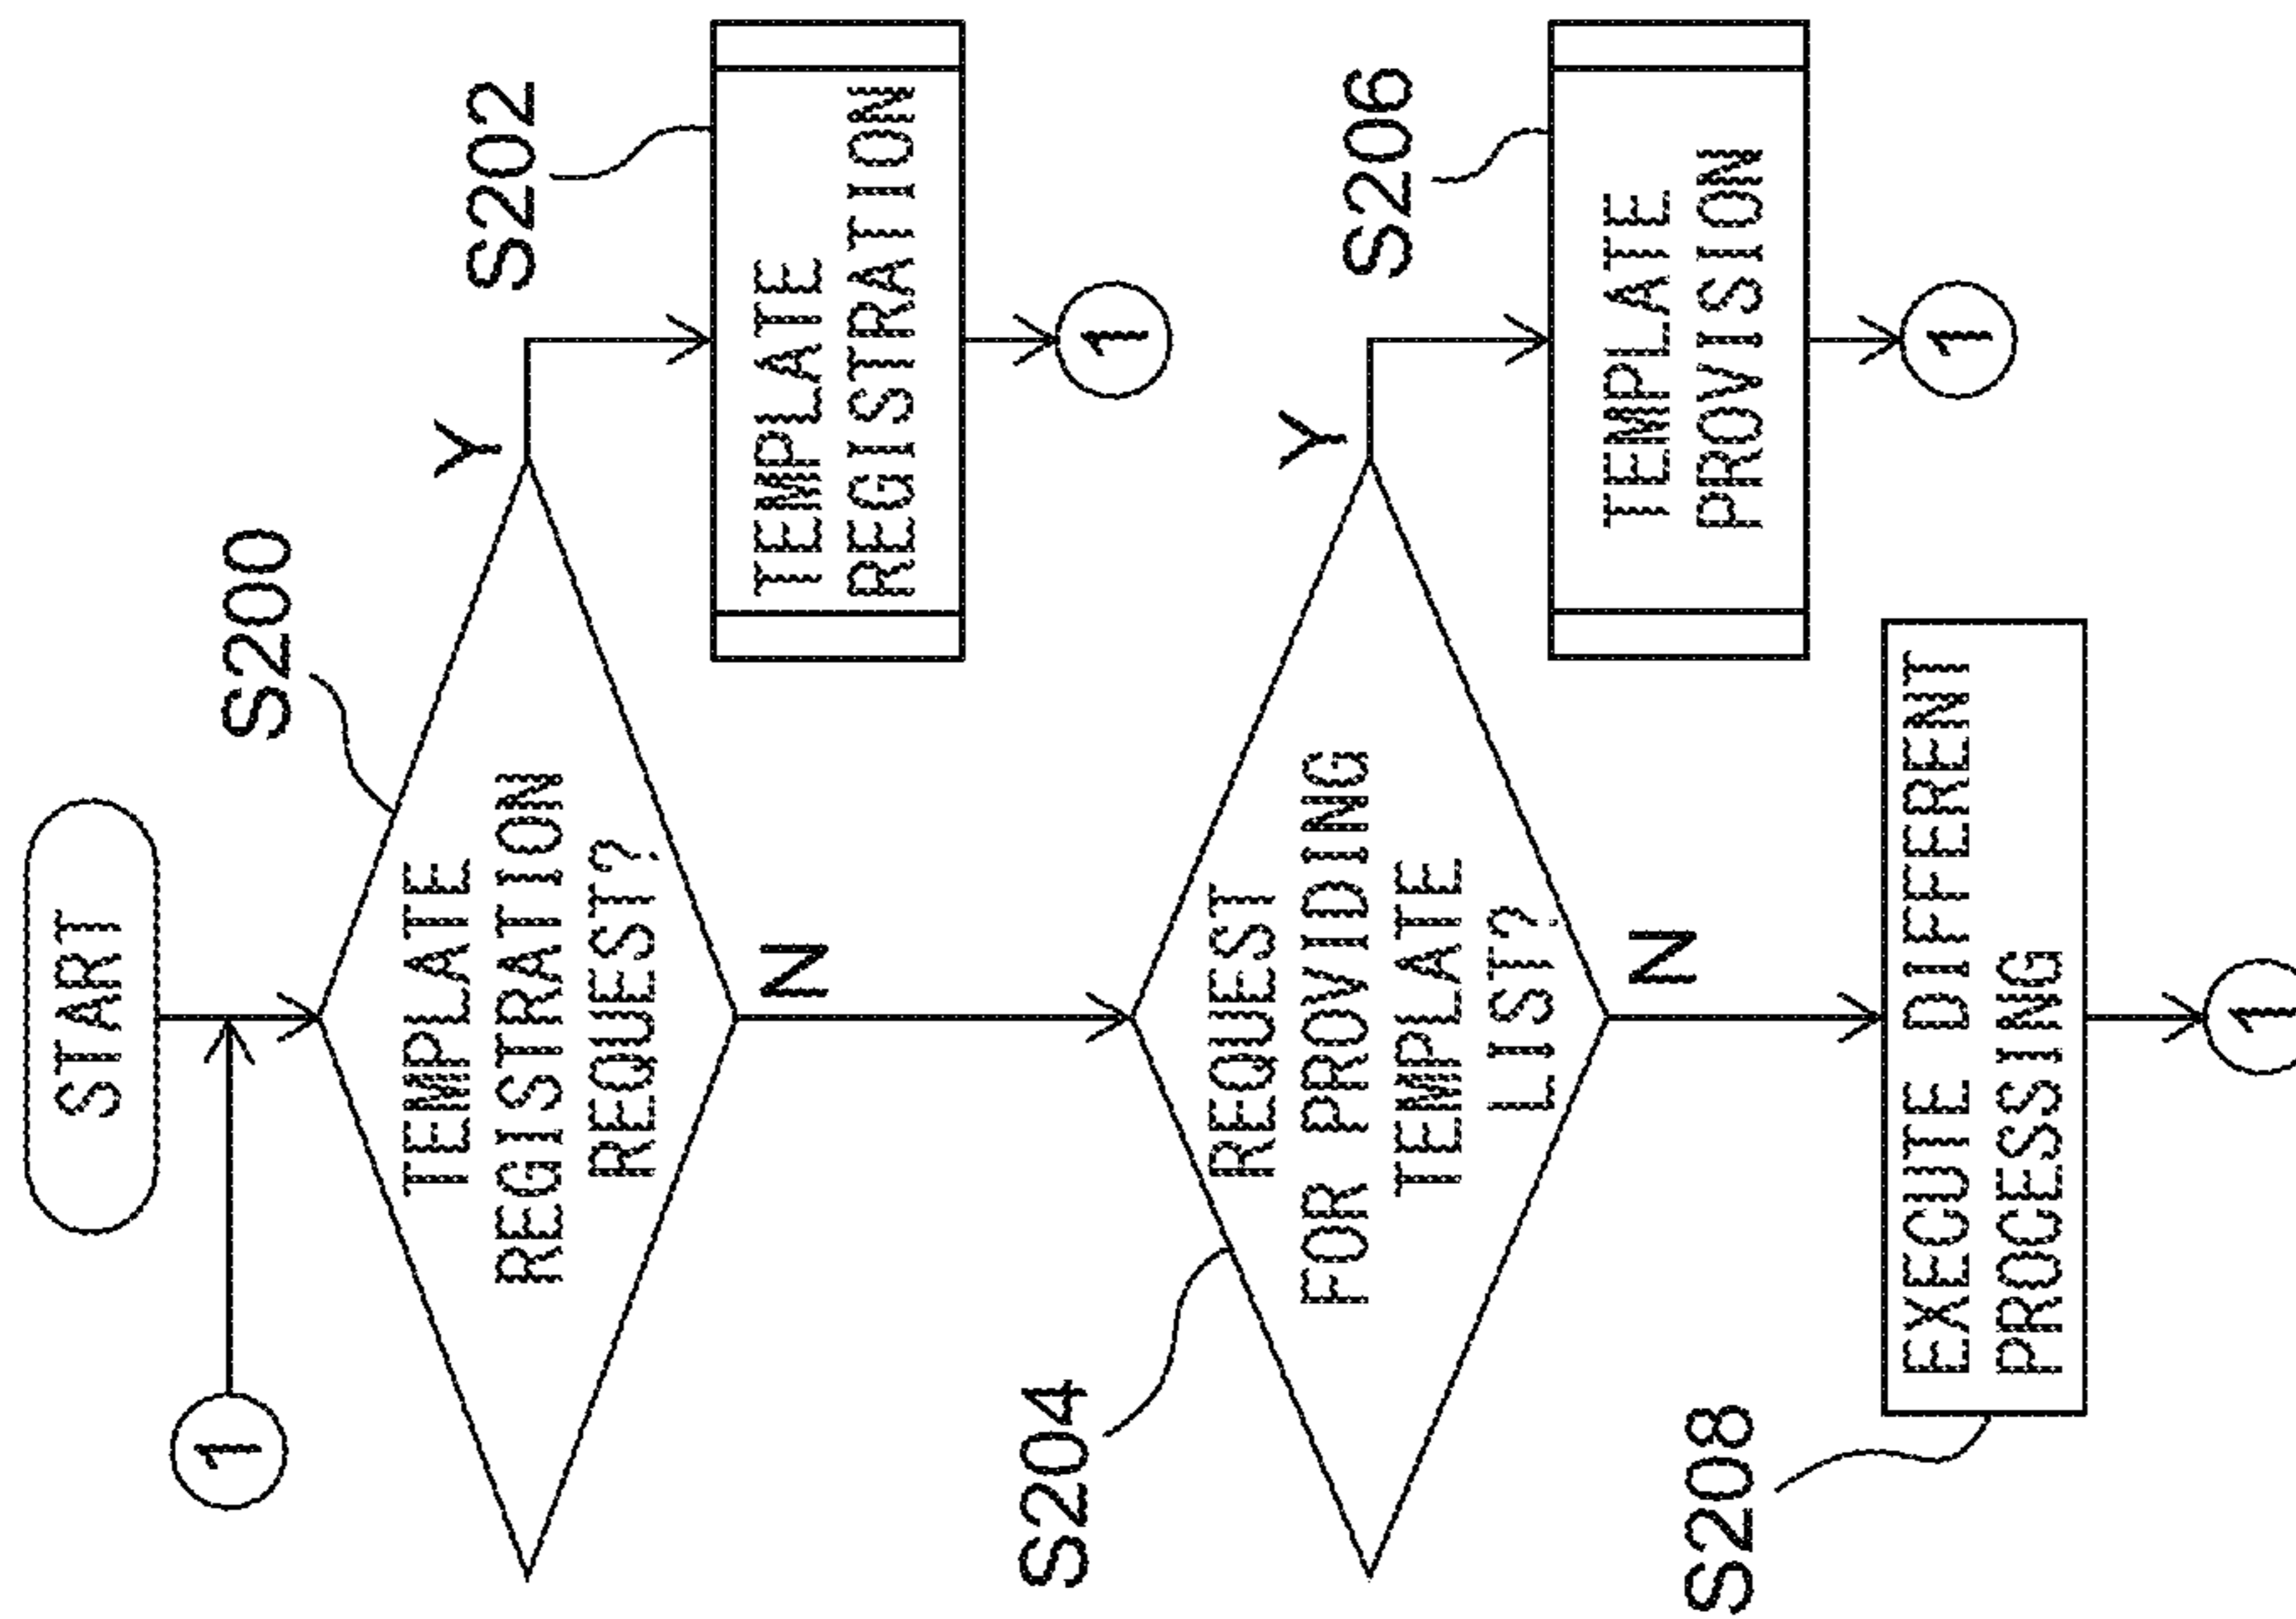 START
1
S200
TEMPLATE
REGISTRATION
REQUEST?
Y
N
S202
TEMPLATE
REGISTRATION
1
S204
REQUEST
FOR PROVIDING
TEMPLATE
LIST?
Y
N
S206
TEMPLATE
PROVISION
1
S208
EXECUTE DIFFERENT
PROCESSING
1